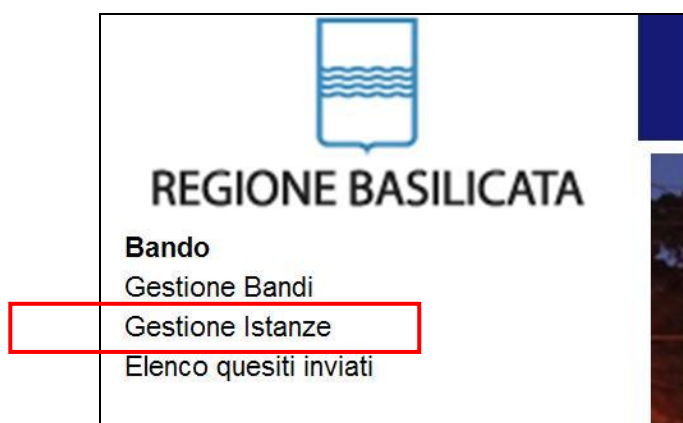 REGIONE BASILICATA
Bando
Gestione Bandi
Gestione Istanze
Elenco quesiti inviati